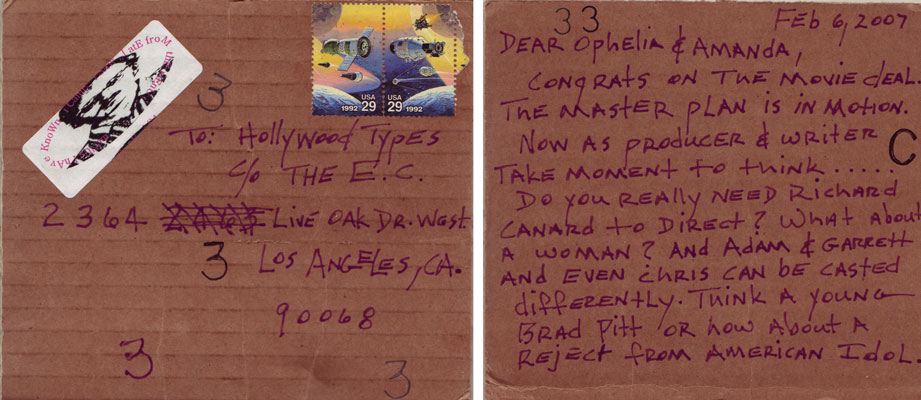 3
To: Hollywood Types
c/o THE E.C.
2364 LIVE OAK DR. West
3
LOS ANGELES, CA.
90068
3
3
USA
29
1992
USA
29
1992
33
FEB 6, 2007
DEAR Ophelia & AMANDA,
CONGRATS ON THE MOVIE DEAL.
THE MASTER PLAN IS IN MOTION.
NOW AS PRODUCER & WRITER
C
TAKE MOMENT TO THINK.....
DO YOU REALLY NEED RICHARD
CANARD TO DIRECT? WHAT ABOUT
A WOMAN? AND ADAM & GARRETT
AND EVEN CHRIS CAN BE CASTED
differently. THINK A YOUNG
BRAD PITT OR HOW ABOUT A
REJECT FROM AMERICAN IDOL.